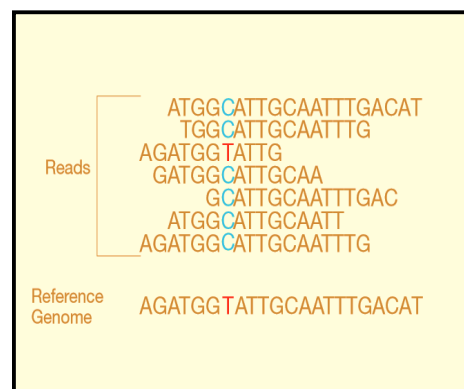 ATGGCATTGCAATTTGACAT
TGGCATTGCAATTTG
AGATGGTATTG
Reads
GATGGCATTGCAA
GCATTGCAATTTGAC
ATGGCATTGCAATT
AGATGGCATTGCAATTTG
Reference
Genome
AGATGGTATTGCAATTTGACAT